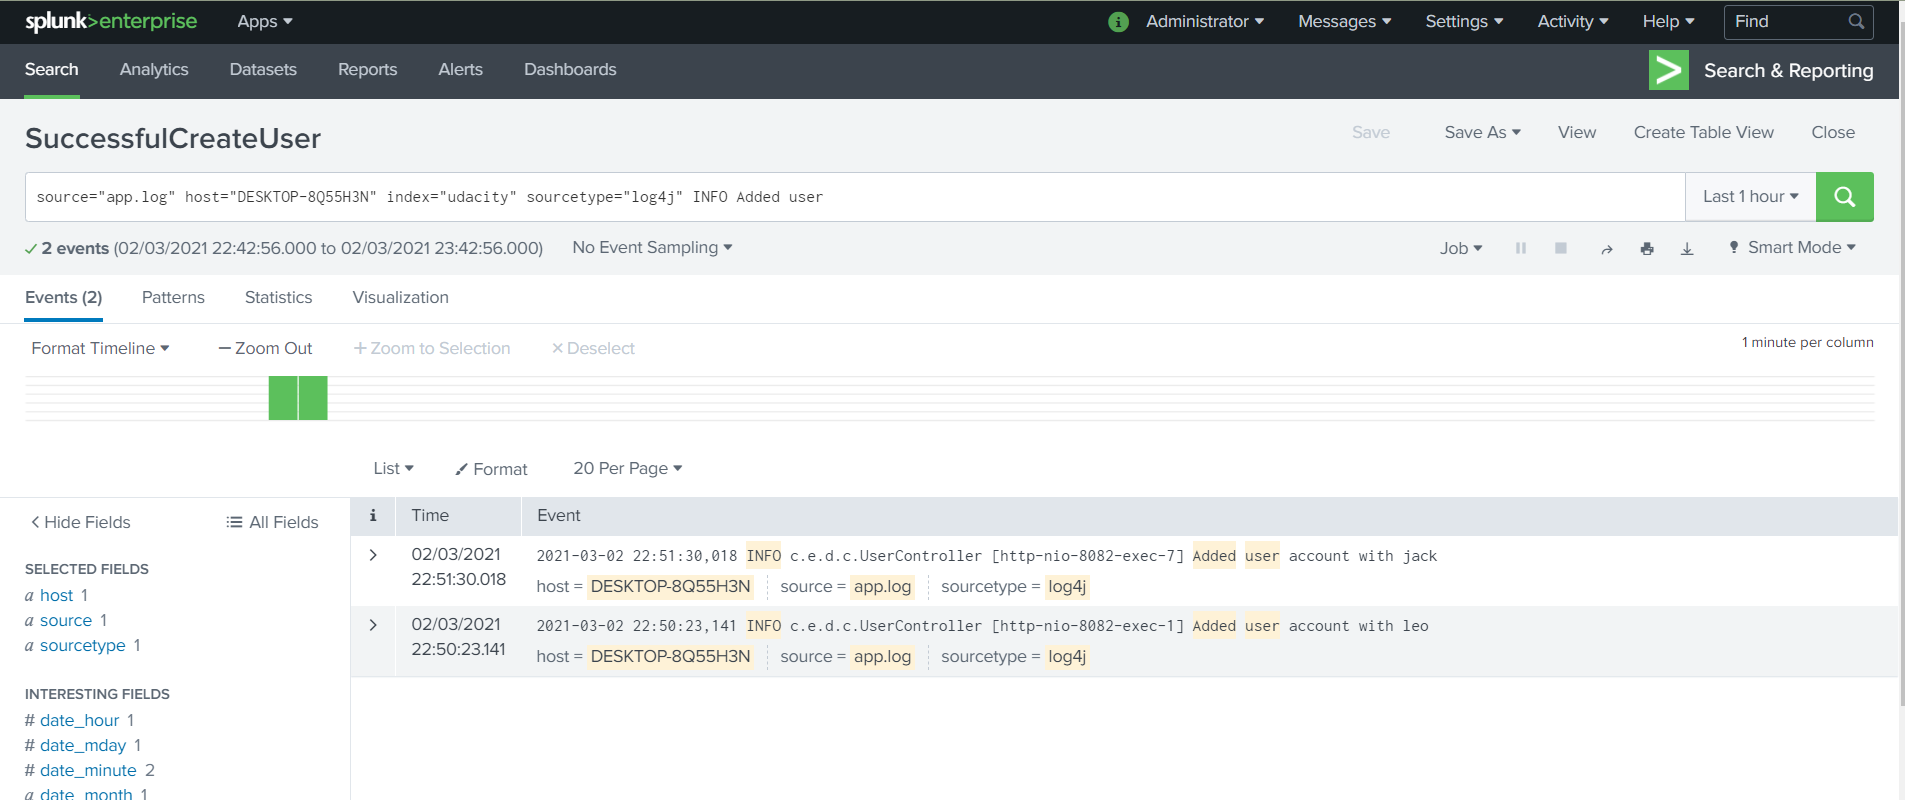 splunk>enterprise Apps i Administrator Messages Settings Activity Help Find
Search Analytics Datasets Reports Alerts Dashboards > Search & Reporting
SuccessfulCreateUser Save Save As View Create Table View Close
source="app.log" host="DESKTOP-8Q55H3N" index="udacity" sourcetype="log4j" INFO Added user Last 1 hour
2 events (02/03/2021 22:42:56.000 to 02/03/2021 23:42:56.000) No Event Sampling Job Smart Mode
Events (2) Patterns Statistics Visualization
Format Timeline — Zoom Out + Zoom to Selection × Deselect 1 minute per column
List Format 20 Per Page
< Hide Fields All Fields
SELECTED FIELDS
a host 1
a source 1
a sourcetype 1
INTERESTING FIELDS
# date_hour 1
# date_mday 1
# date_minute 2
a date_month 1
i Time Event
> 02/03/2021 22:51:30.018 2021-03-02 22:51:30,018 INFO c.e.d.c.UserController [http-nio-8082-exec-7] Added user account with jack
host = DESKTOP-8Q55H3N source = app.log sourcetype = log4j
> 02/03/2021 22:50:23.141 2021-03-02 22:50:23,141 INFO c.e.d.c.UserController [http-nio-8082-exec-1] Added user account with leo
host = DESKTOP-8Q55H3N source = app.log sourcetype = log4j